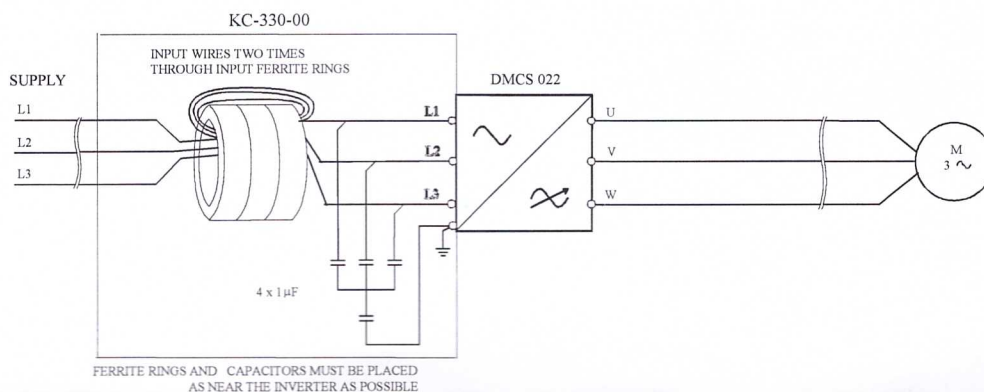 KC-330-00
INPUT WIRES TWO TIMES
THROUGH INPUT FERRITE RINGS
SUPPLY
DMCS 022
L1
L1
U
L2
L2
V
M
3 ~
L3
L3
W
4 x 1µF
FERRITE RINGS AND CAPACITORS MUST BE PLACED
AS NEAR THE INVERTER AS POSSIBLE